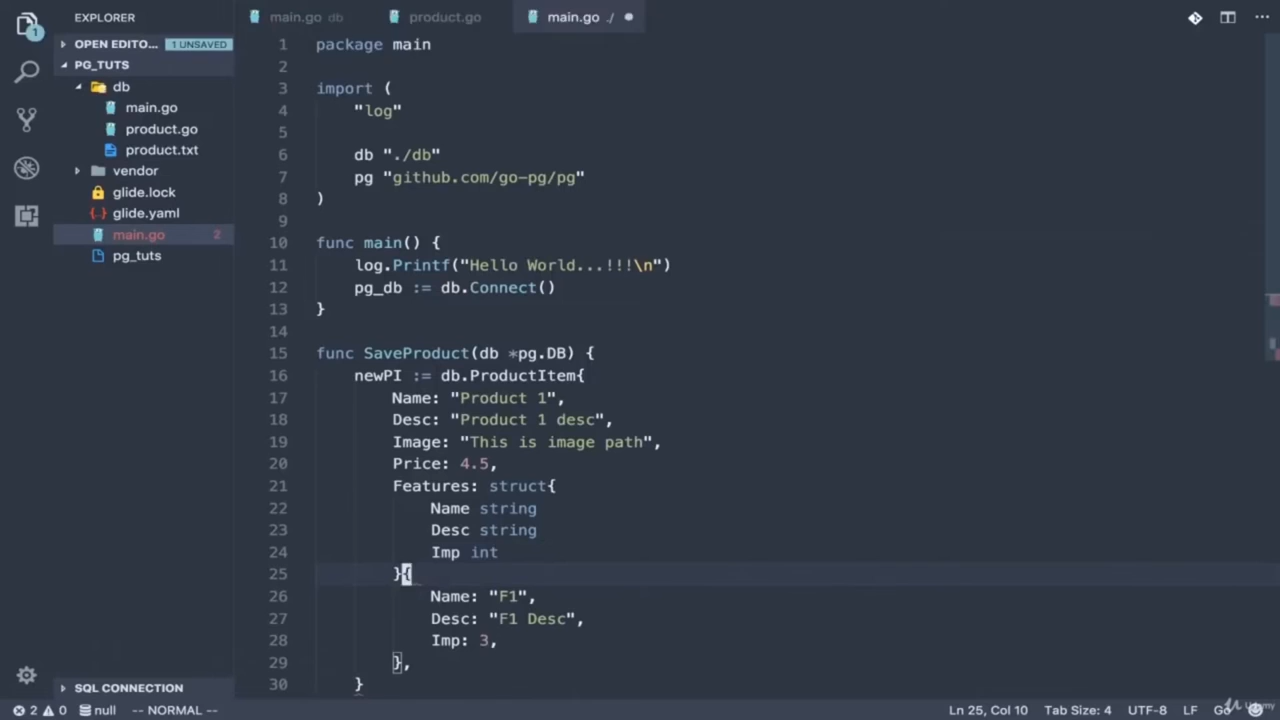 EXPLORER
main.go db
product.go
main.go ./
OPEN EDITO...
1 UNSAVED
PG_TUTS
db
main.go
product.go
product.txt
vendor
glide.lock
glide.yaml
main.go 2
pg_tuts
SQL CONNECTION
1
1 package main
2
3 import (
4 "log"
5
6 db "./db"
7 pg "github.com/go-pg/pg"
8 )
9
10 func main() {
11 log.Printf("Hello World...!!!\n")
12 pg_db := db.Connect()
13 }
14
15 func SaveProduct(db *pg.DB) {
16 newPI := db.ProductItem{
17 Name: "Product 1",
18 Desc: "Product 1 desc",
19 Image: "This is image path",
20 Price: 4.5,
21 Features: struct{
22 Name string
23 Desc string
24 Imp int
25 }{
26 Name: "F1",
27 Desc: "F1 Desc",
28 Imp: 3,
29 },
30 }
2 0 null -- NORMAL --
Ln 25, Col 10 Tab Size: 4 UTF-8 LF Go
Udemy